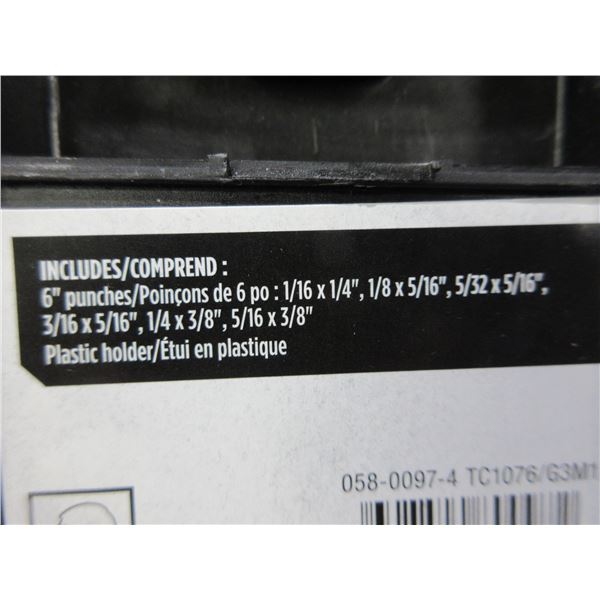 INCLUDES/COMPREND :
6" punches/Poinçons de 6 po : 1/16 x 1/4", 1/8 x 5/16", 5/32 x 5/16",
3/16 x 5/16", 1/4 x 3/8", 5/16 x 3/8"
Plastic holder/Étui en plastique
058-0097-4 TC1076/G3M1